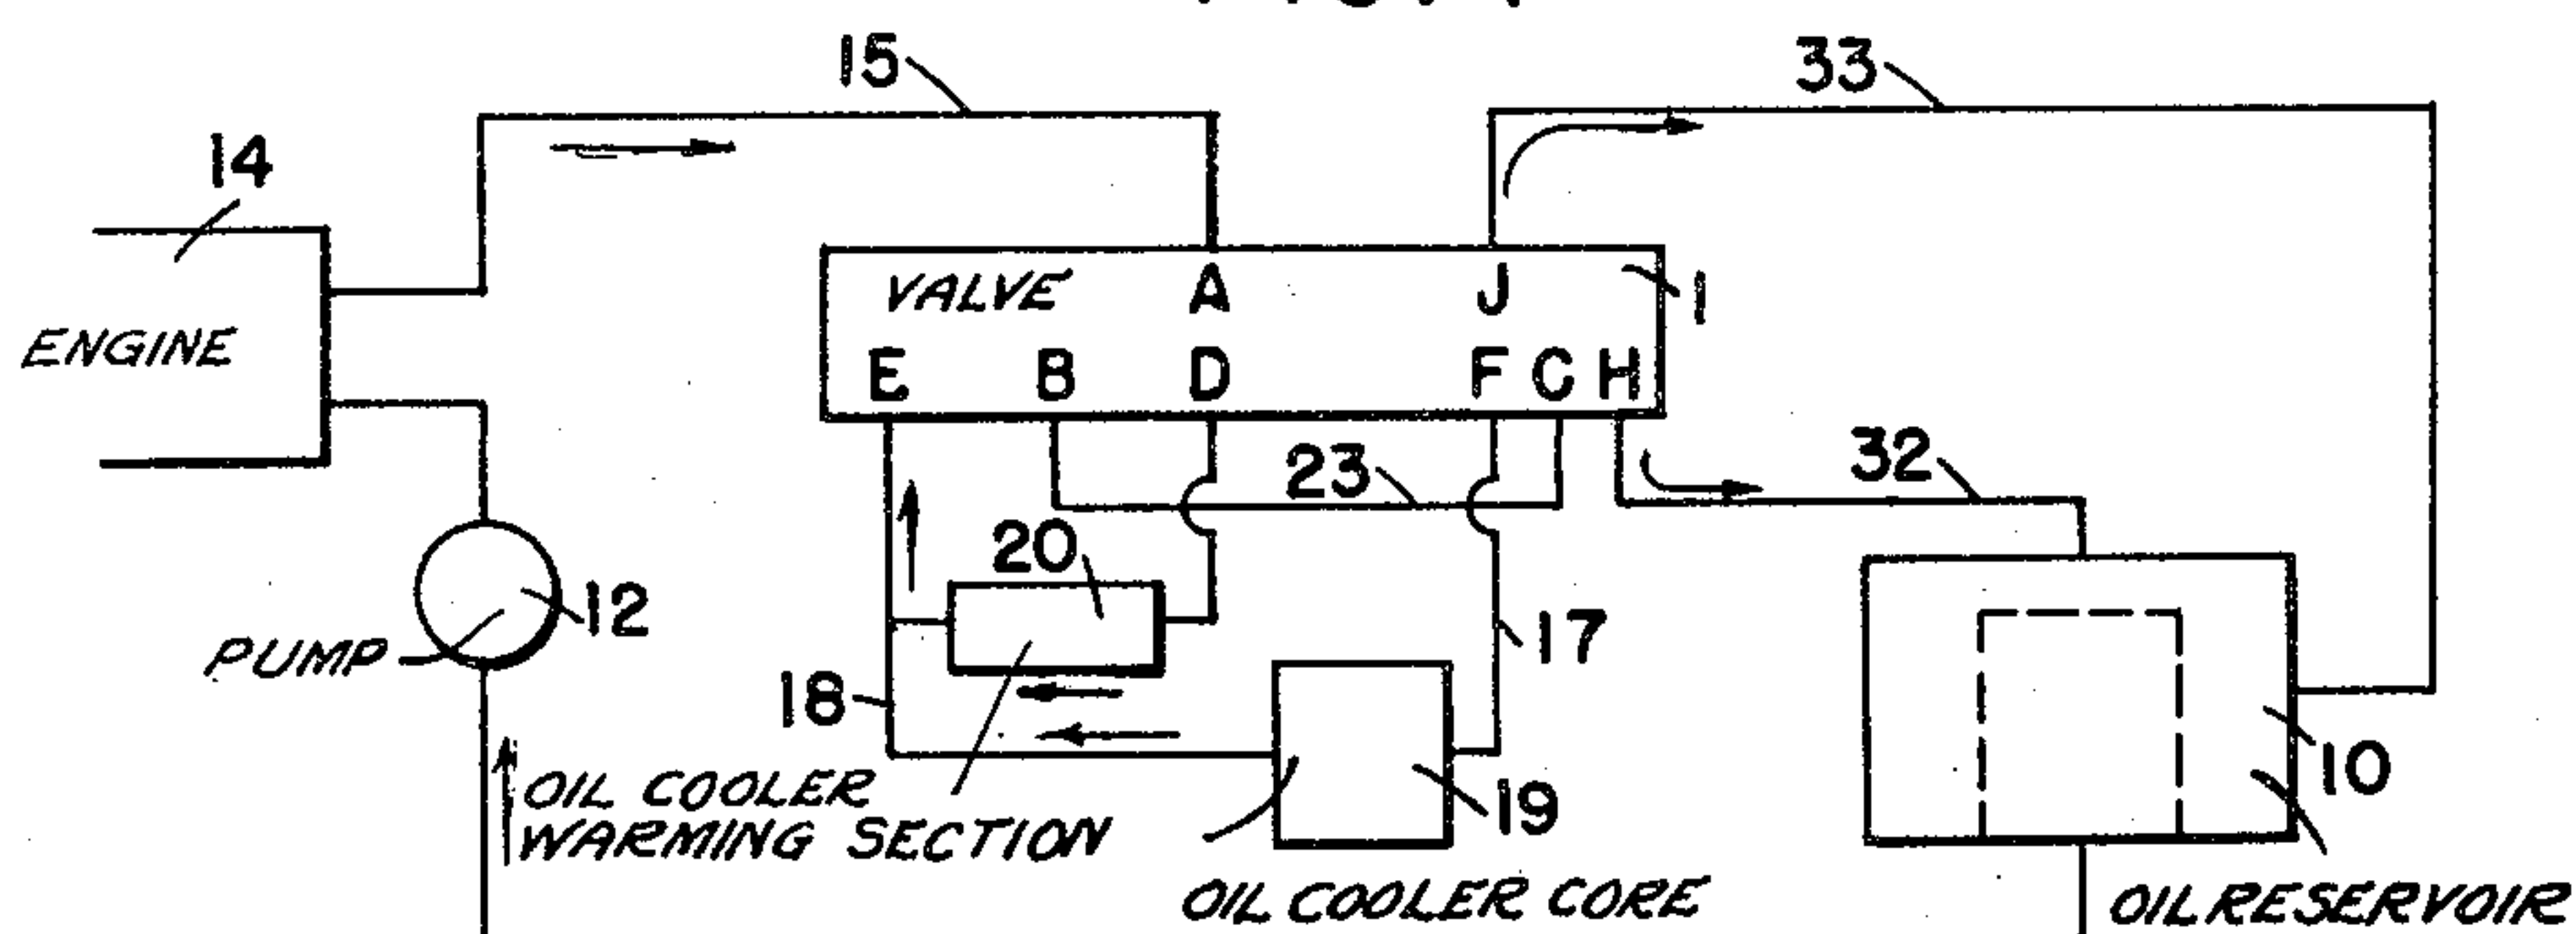 15
33
14
VALVE A J 1
ENGINE
E B D F C H
23
32
20
12
17
PUMP
18
10
OIL COOLER
WARMING SECTION
19
OIL COOLER CORE
OIL RESERVOIR